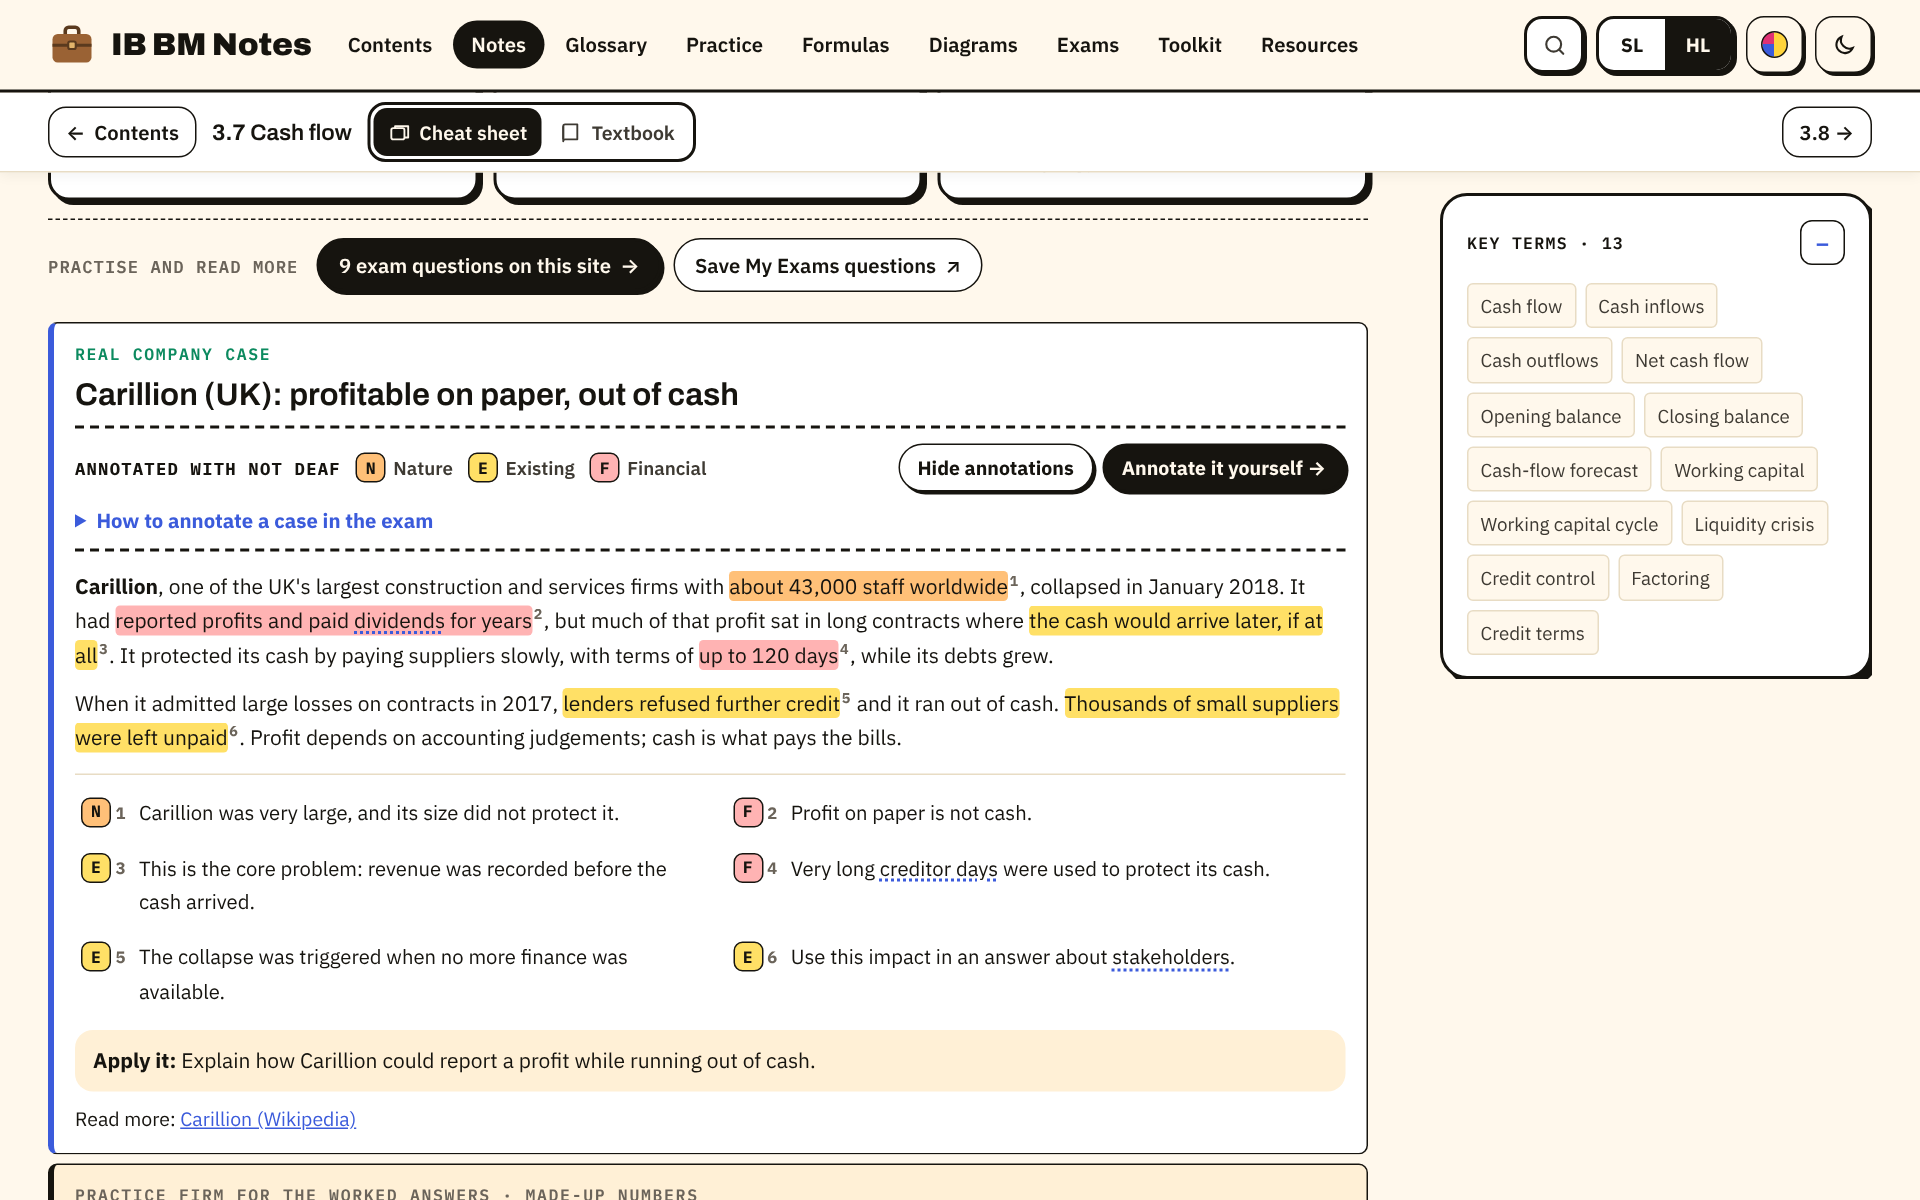 IB BM Notes
Contents
Notes
Glossary
Practice
Formulas
Diagrams
Exams
Toolkit
Resources
SL
HL
← Contents
3.7 Cash flow
Cheat sheet
Textbook
3.8 →
PRACTISE AND READ MORE
9 exam questions on this site →
Save My Exams questions ↗
REAL COMPANY CASE
Carillion (UK): profitable on paper, out of cash
ANNOTATED WITH NOT DEAF
N Nature
E Existing
F Financial
Hide annotations
Annotate it yourself →
How to annotate a case in the exam
Carillion, one of the UK's largest construction and services firms with about 43,000 staff worldwide1, collapsed in January 2018. It
had reported profits and paid dividends for years2, but much of that profit sat in long contracts where the cash would arrive later, if at
all3. It protected its cash by paying suppliers slowly, with terms of up to 120 days4, while its debts grew.
When it admitted large losses on contracts in 2017, lenders refused further credit5 and it ran out of cash. Thousands of small suppliers
were left unpaid6. Profit depends on accounting judgements; cash is what pays the bills.
N 1 Carillion was very large, and its size did not protect it.
F 2 Profit on paper is not cash.
E 3 This is the core problem: revenue was recorded before the
cash arrived.
F 4 Very long creditor days were used to protect its cash.
E 5 The collapse was triggered when no more finance was
available.
E 6 Use this impact in an answer about stakeholders.
Apply it: Explain how Carillion could report a profit while running out of cash.
Read more: Carillion (Wikipedia)
PRACTICE FIRM FOR THE WORKED ANSWERS · MADE-UP NUMBERS
KEY TERMS · 13
–
Cash flow
Cash inflows
Cash outflows
Net cash flow
Opening balance
Closing balance
Cash-flow forecast
Working capital
Working capital cycle
Liquidity crisis
Credit control
Factoring
Credit terms